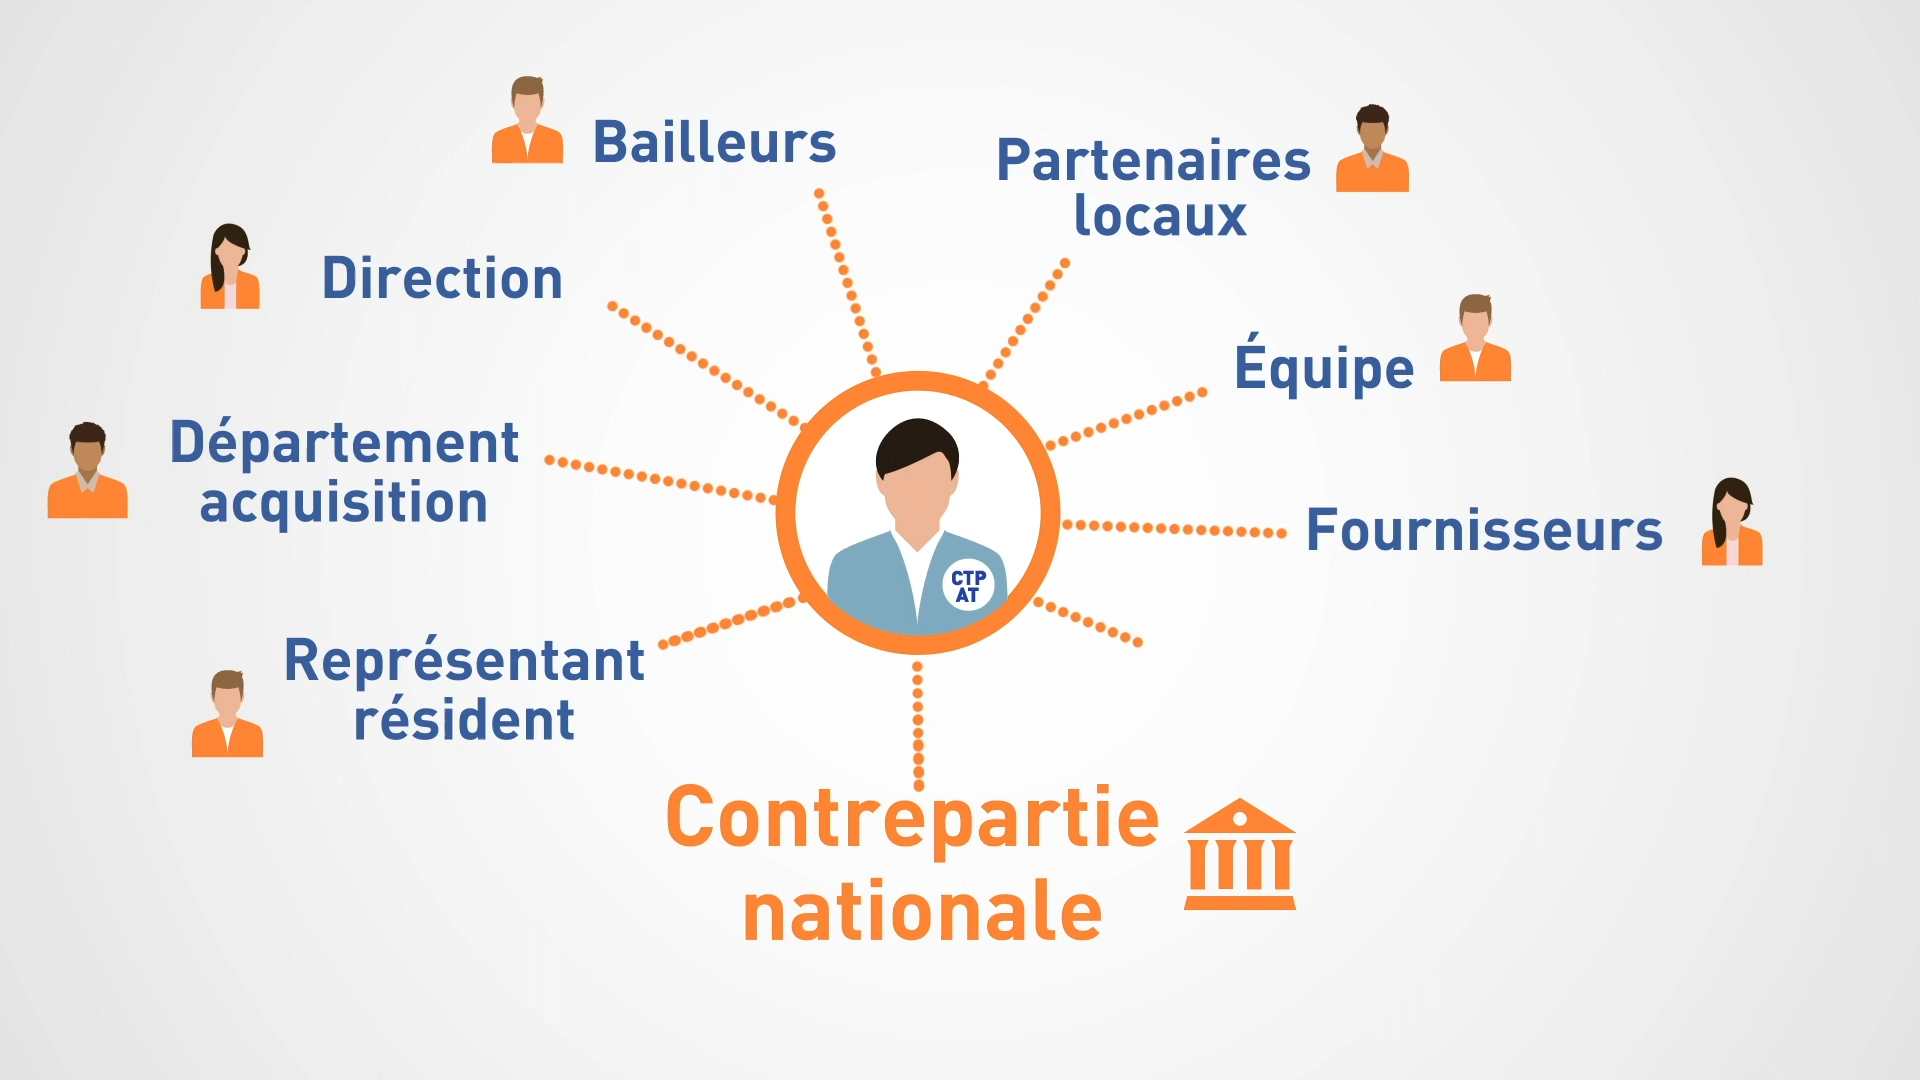 Bailleurs
Partenaires
locaux
Direction
Équipe
Département
acquisition
Fournisseurs
CTP
AT
Représentant
résident
Contrepartie
nationale